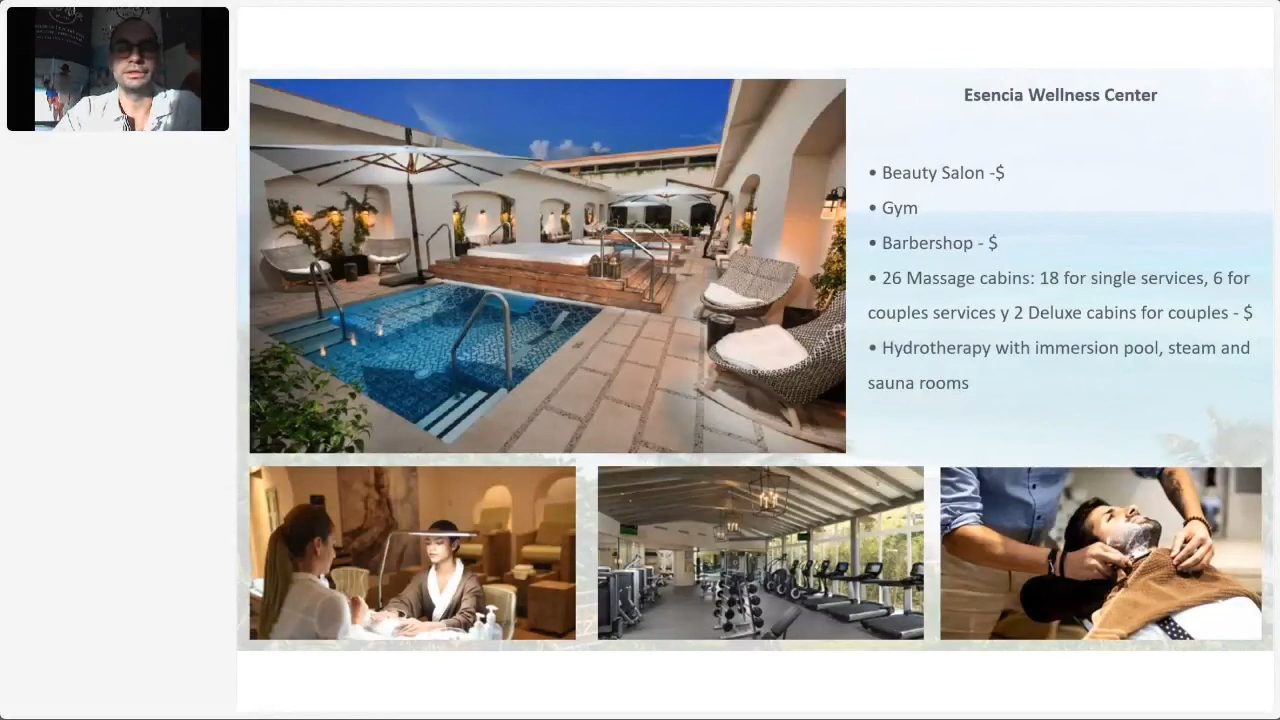 Esencia Wellness Center
• Beauty Salon -$
• Gym
• Barbershop - $
• 26 Massage cabins: 18 for single services, 6 for
couples services y 2 Deluxe cabins for couples - $
• Hydrotherapy with immersion pool, steam and
sauna rooms